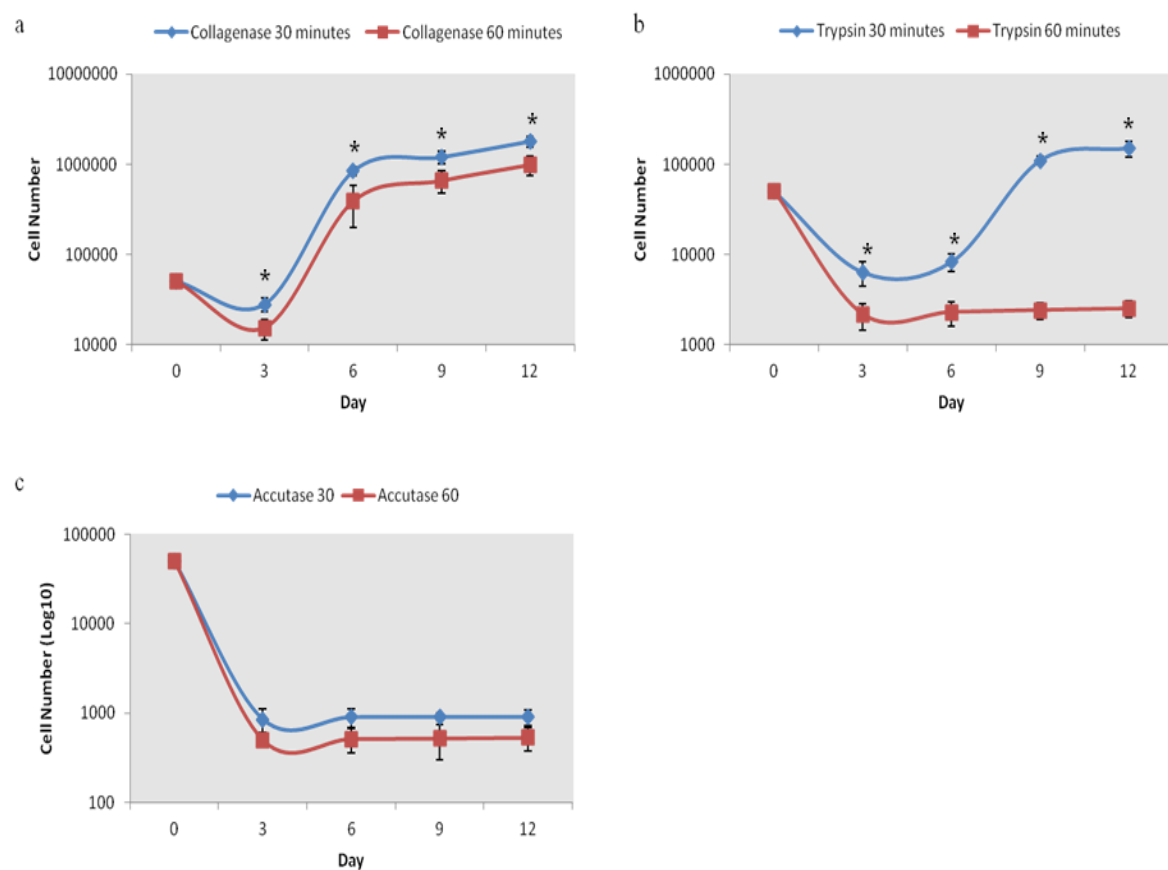 a
Collagenase 30 minutes Collagenase 60 minutes
10000000
1000000
100000
10000
Cell Number
* * * *
0 3 6 9 12
Day
b
Trypsin 30 minutes Trypsin 60 minutes
1000000
100000
10000
1000
Cell Number
* * * *
0 3 6 9 12
Day
c
Accutase 30 Accutase 60
100000
10000
1000
100
Cell Number (Log10)
0 3 6 9 12
Day